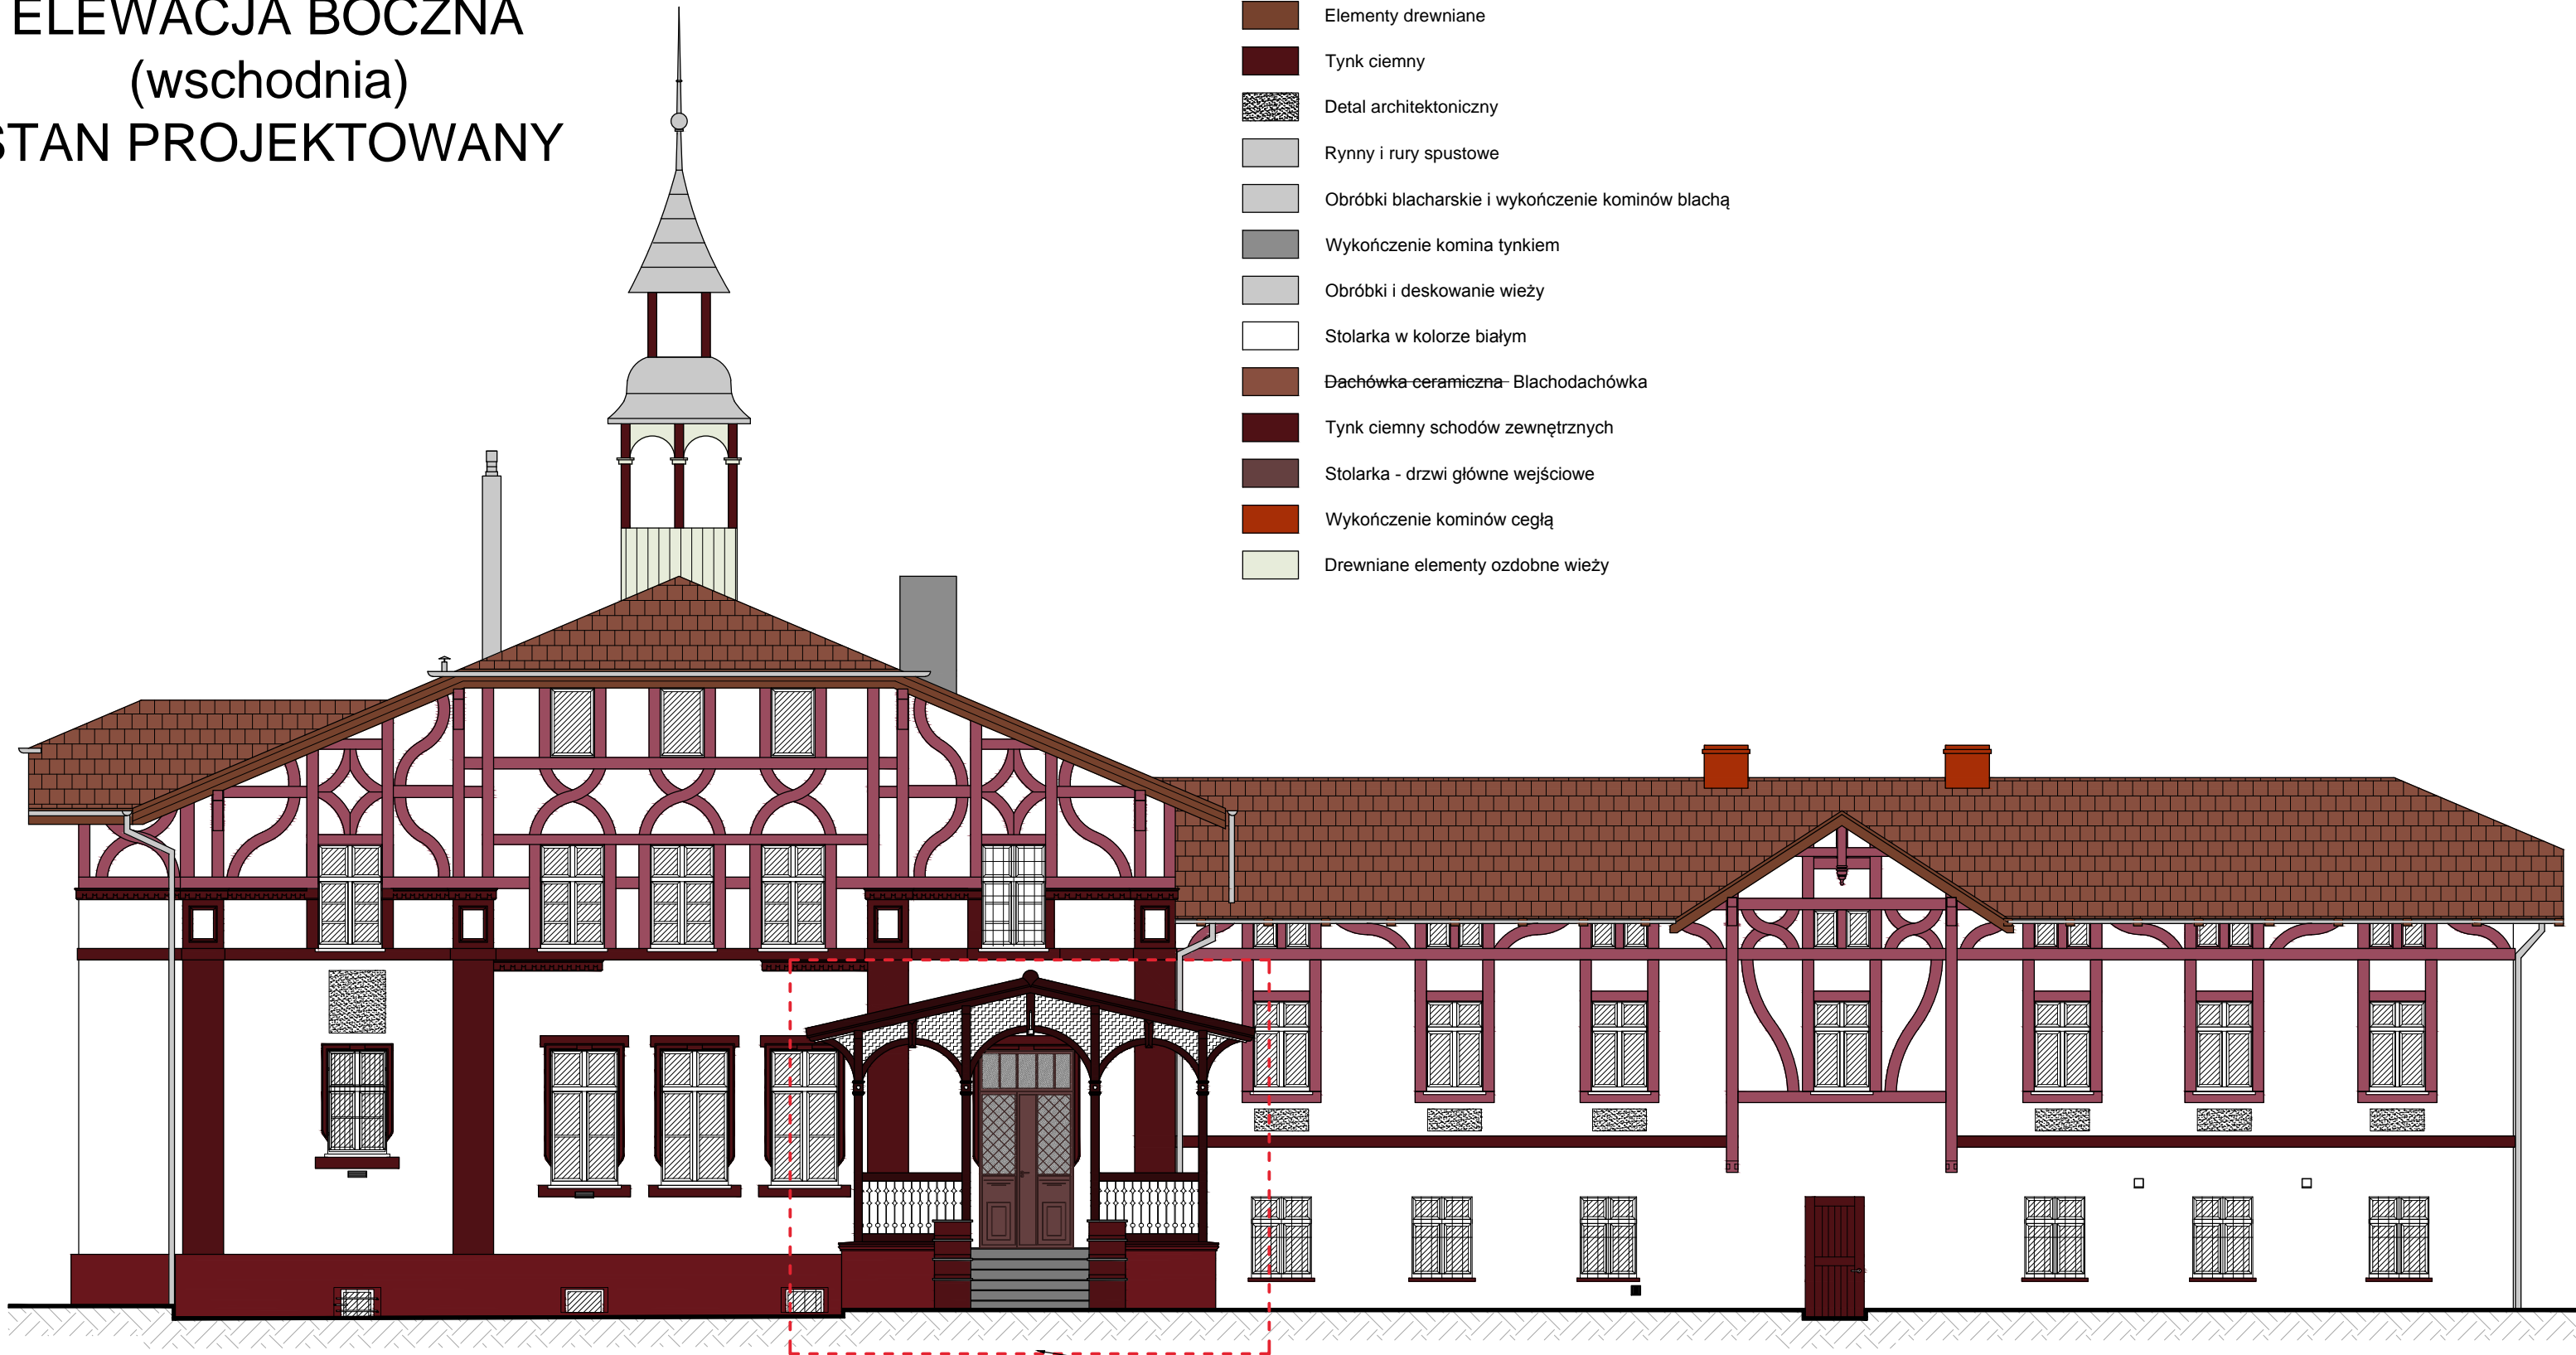 ELEWACJA BOCZNA
(wschodnia)
STAN PROJEKTOWANY
Elementy drewniane
Tynk ciemny
Detal architektoniczny
Rynny i rury spustowe
Obróbki blacharskie i wykończenie kominów blachą
Wykończenie komina tynkiem
Obróbki i deskowanie wieży
Stolarka w kolorze białym
Dachówka ceramiczna Blachodachówka
Tynk ciemny schodów zewnętrznych
Stolarka - drzwi główne wejściowe
Wykończenie kominów cegłą
Drewniane elementy ozdobne wieży